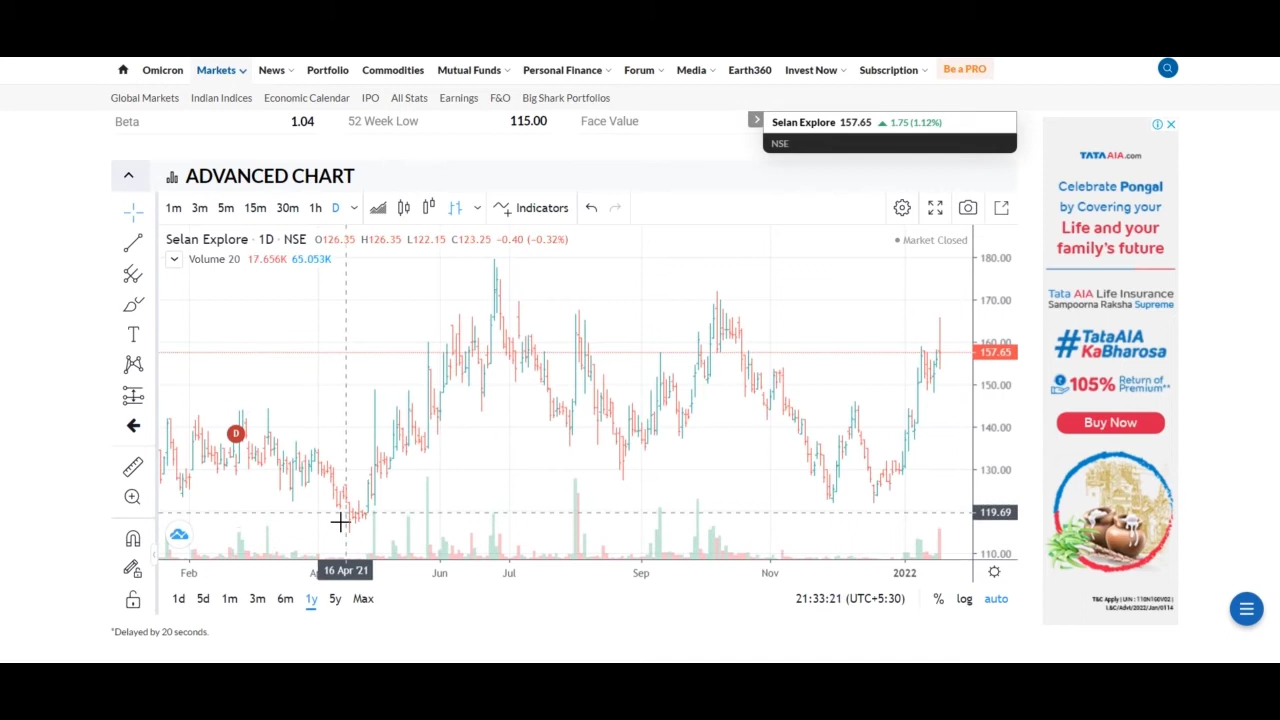 Omicron Markets News Portfolio Commodities Mutual Funds Personal Finance Forum Media Earth360 Invest Now Subscription Be a PRO
Global Markets Indian Indices Economic Calendar IPO All Stats Earnings F&O Big Shark Portfolios
Beta 1.04 52 Week Low 115.00 Face Value
Selan Explore 157.65 ▲ 1.75 (1.12%)
NSE
ADVANCED CHART
1m 3m 5m 15m 30m 1h D Indicators
Selan Explore · 1D · NSE O126.35 H126.35 L122.15 C123.25 -0.40 (-0.32%)
Market Closed
Volume 20 17.656K 65.053K
180.00
170.00
160.00
157.65
150.00
140.00
D
130.00
119.69
110.00
Feb 16 Apr '21 Jun Jul Sep Nov 2022
1d 5d 1m 3m 6m 1y 5y Max
21:33:21 (UTC+5:30) % log auto
*Delayed by 20 seconds.
TATA AIA.com
Celebrate Pongal
by Covering your
Life and your
family's future
Tata AIA Life Insurance
Sampoorna Raksha Supreme
#TataAIA
KaBharosa
105% Return of
Premium**
Buy Now